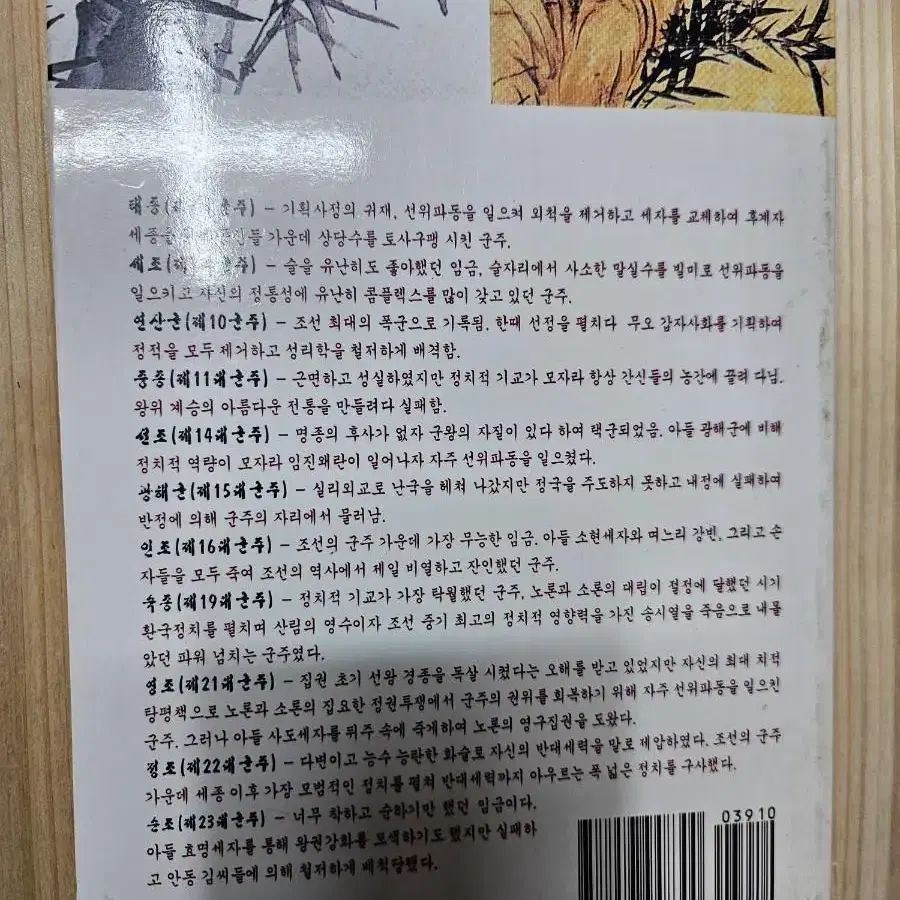 태종( 군주) – 기획사정의 귀재, 선위파동을 일으켜 외척을 제거하고 세자를 교체하여 후계자
세종을 가운데 상당수를 토사구팽 시킨 군주.
세조( 군주) – 술을 유난히도 좋아했던 임금, 술자리에서 사소한 말실수를 빌미로 선위파동을
일으키고 자신의 정통성에 유난히 콤플렉스를 많이 갖고 있던 군주.
연산군(제10군주) – 조선 최대의 폭군으로 기록됨. 한때 선정을 펼치다 무오 갑자사화를 기획하여
정적을 모두 제거하고 성리학을 철저하게 배격함.
중종(제11대군주) – 근면하고 성실하였지만 정치적 기교가 모자라 항상 간신들의 농간에 끌려 다님.
왕위 계승의 아름다운 전통을 만들려다 실패함.
선조(제14대군주) – 명종의 후사가 없자 군왕의 자질이 있다 하여 택군되었음. 아들 광해군에 비해
정치적 역량이 모자라 임진왜란이 일어나자 자주 선위파동을 일으켰다.
광해군(제15대군주) – 실리외교로 난국을 헤쳐 나갔지만 정국을 주도하지 못하고 내정에 실패하여
반정에 의해 군주의 자리에서 물러남.
인조(제16대군주) – 조선의 군주 가운데 가장 무능한 임금. 아들 소현세자와 며느리 강빈, 그리고 손
자들을 모두 죽여 조선의 역사에서 제일 비열하고 잔인했던 군주.
숙종(제19대군주) – 정치적 기교가 가장 탁월했던 군주, 노론과 소론의 대립이 절정에 달했던 시기
환국정치를 펼치며 산림의 영수이자 조선 중기 최고의 정치적 영향력을 가진 송시열을 죽음으로 내몰
았던 파워 넘치는 군주였다.
영조(제21대군주) – 집권 초기 선왕 경종을 독살 시켰다는 오해를 받고 있었지만 자신의 최대 치적
탕평책으로 노론과 소론의 집요한 정권투쟁에서 군주의 권위를 회복하기 위해 자주 선위파동을 일으킨
군주. 그러나 아들 사도세자를 뒤주 속에 죽게하여 노론의 영구집권을 도왔다.
정조(제22대군주) – 다변이고 능수 능란한 화술로 자신의 반대세력을 말로 제압하였다. 조선의 군주
가운데 세종 이후 가장 모범적인 정치를 펼쳐 반대세력까지 아우르는 폭 넓은 정치를 구사했다.
순조(제23대군주) – 너무 착하고 순하기만 했던 임금이다.
아들 효명세자를 통해 왕권강화를 모색하기도 했지만 실패하
고 안동 김씨들에 의해 철저하게 배척당했다.
03910